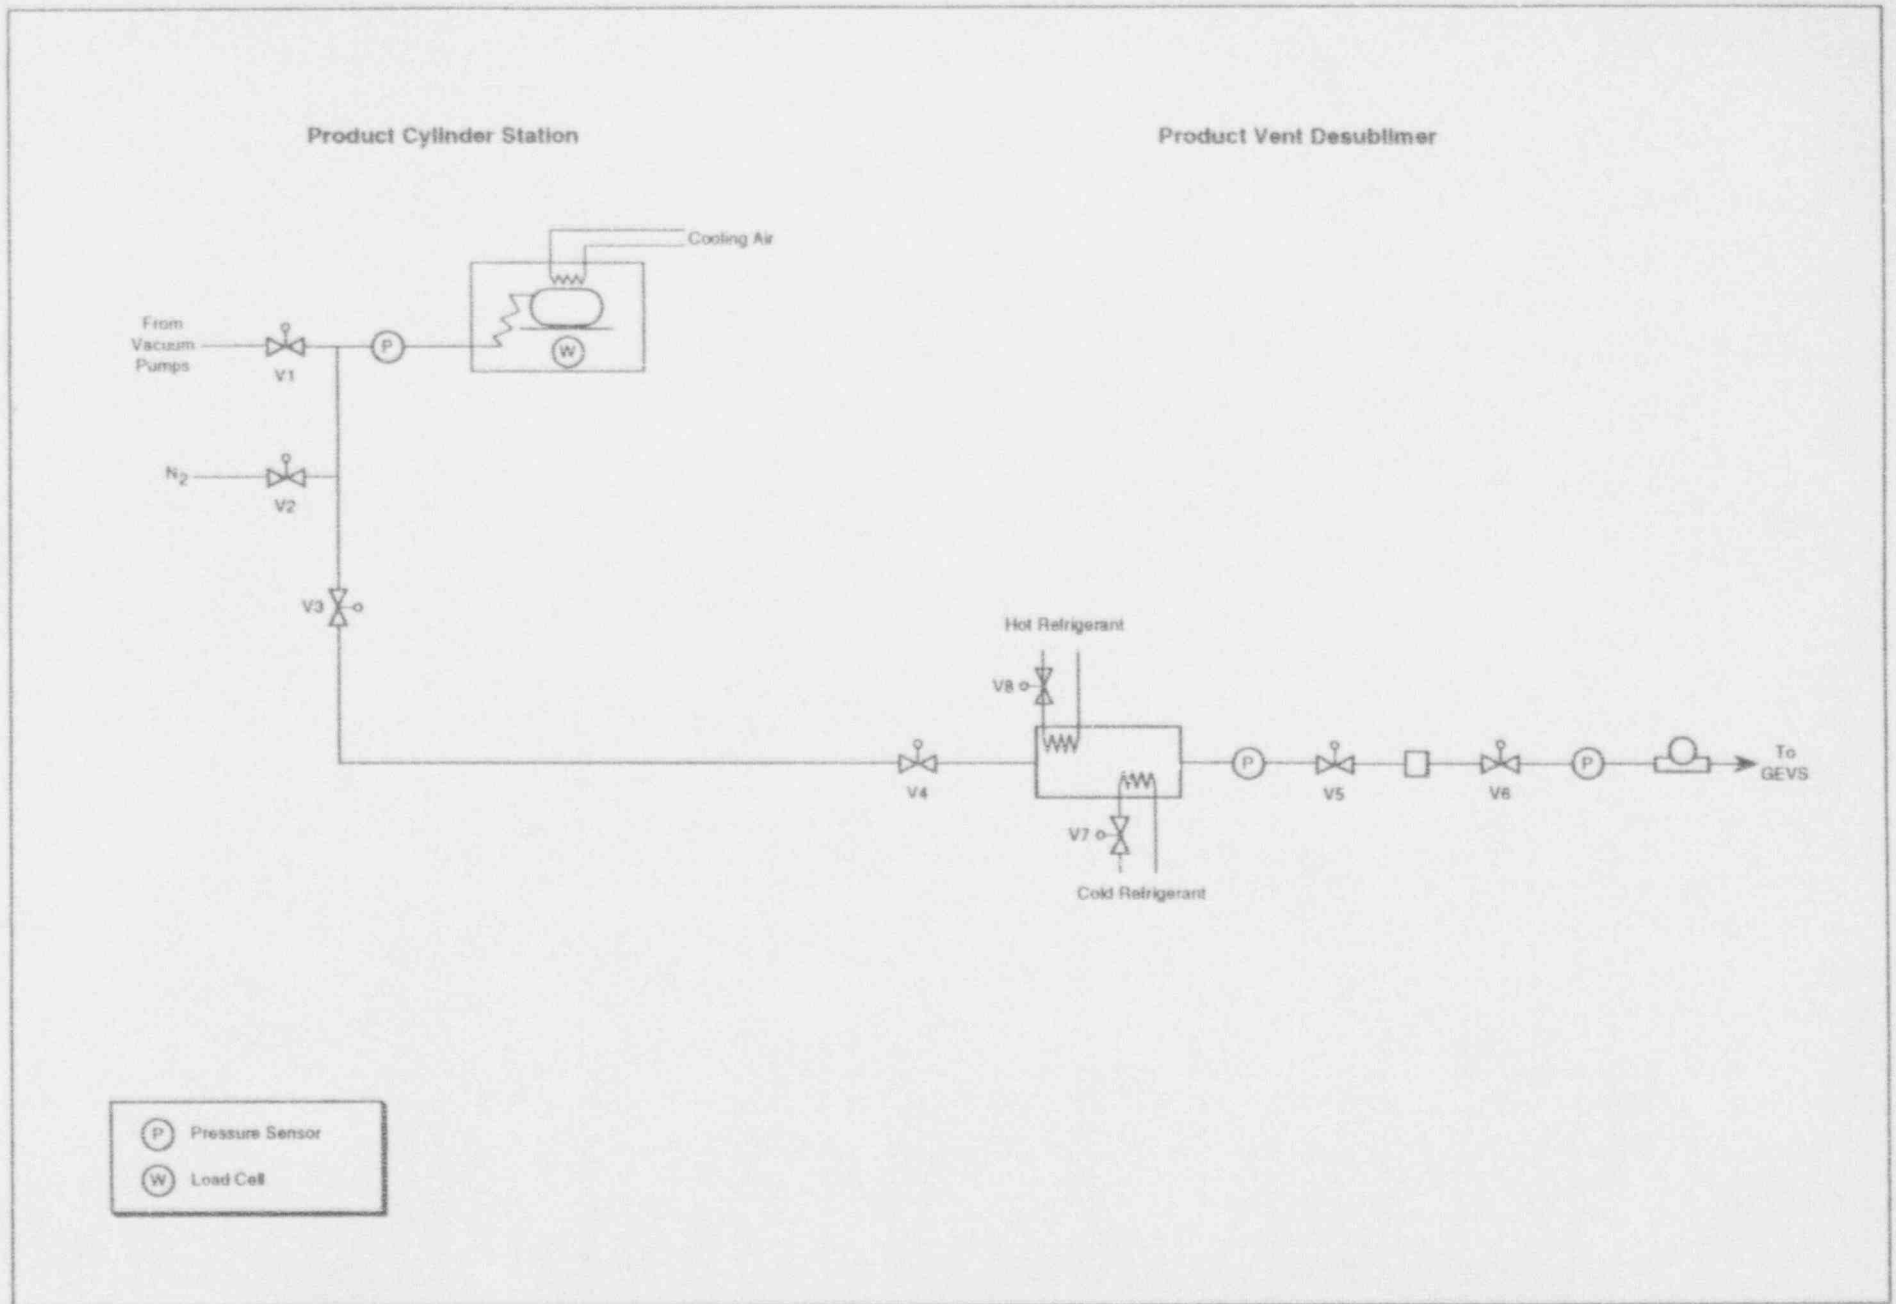 Product Cylinder Station
Product Vent Desublimer
Cooling Air
From
Vacuum
Pumps
P
W
V1
N2
V2
V3
Hot Refrigerant
V8
V4
P
V5
V6
P
To
GEVS
V7
Cold Refrigerant
P Pressure Sensor
W Load Cell